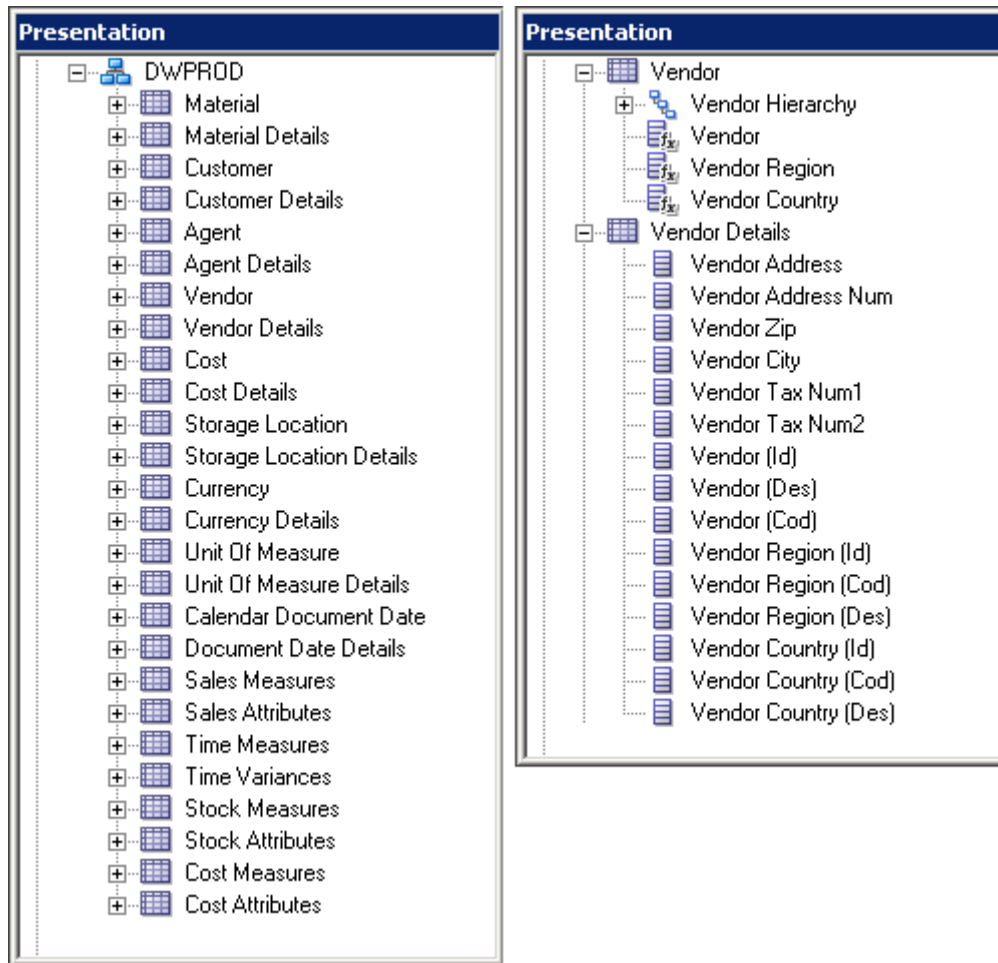 Presentation
DWPROD
Material
Material Details
Customer
Customer Details
Agent
Agent Details
Vendor
Vendor Details
Cost
Cost Details
Storage Location
Storage Location Details
Currency
Currency Details
Unit Of Measure
Unit Of Measure Details
Calendar Document Date
Document Date Details
Sales Measures
Sales Attributes
Time Measures
Time Variances
Stock Measures
Stock Attributes
Cost Measures
Cost Attributes
Presentation
Vendor
Vendor Hierarchy
Vendor
Vendor Region
Vendor Country
Vendor Details
Vendor Address
Vendor Address Num
Vendor Zip
Vendor City
Vendor Tax Num1
Vendor Tax Num2
Vendor (Id)
Vendor (Des)
Vendor (Cod)
Vendor Region (Id)
Vendor Region (Cod)
Vendor Region (Des)
Vendor Country (Id)
Vendor Country (Cod)
Vendor Country (Des)